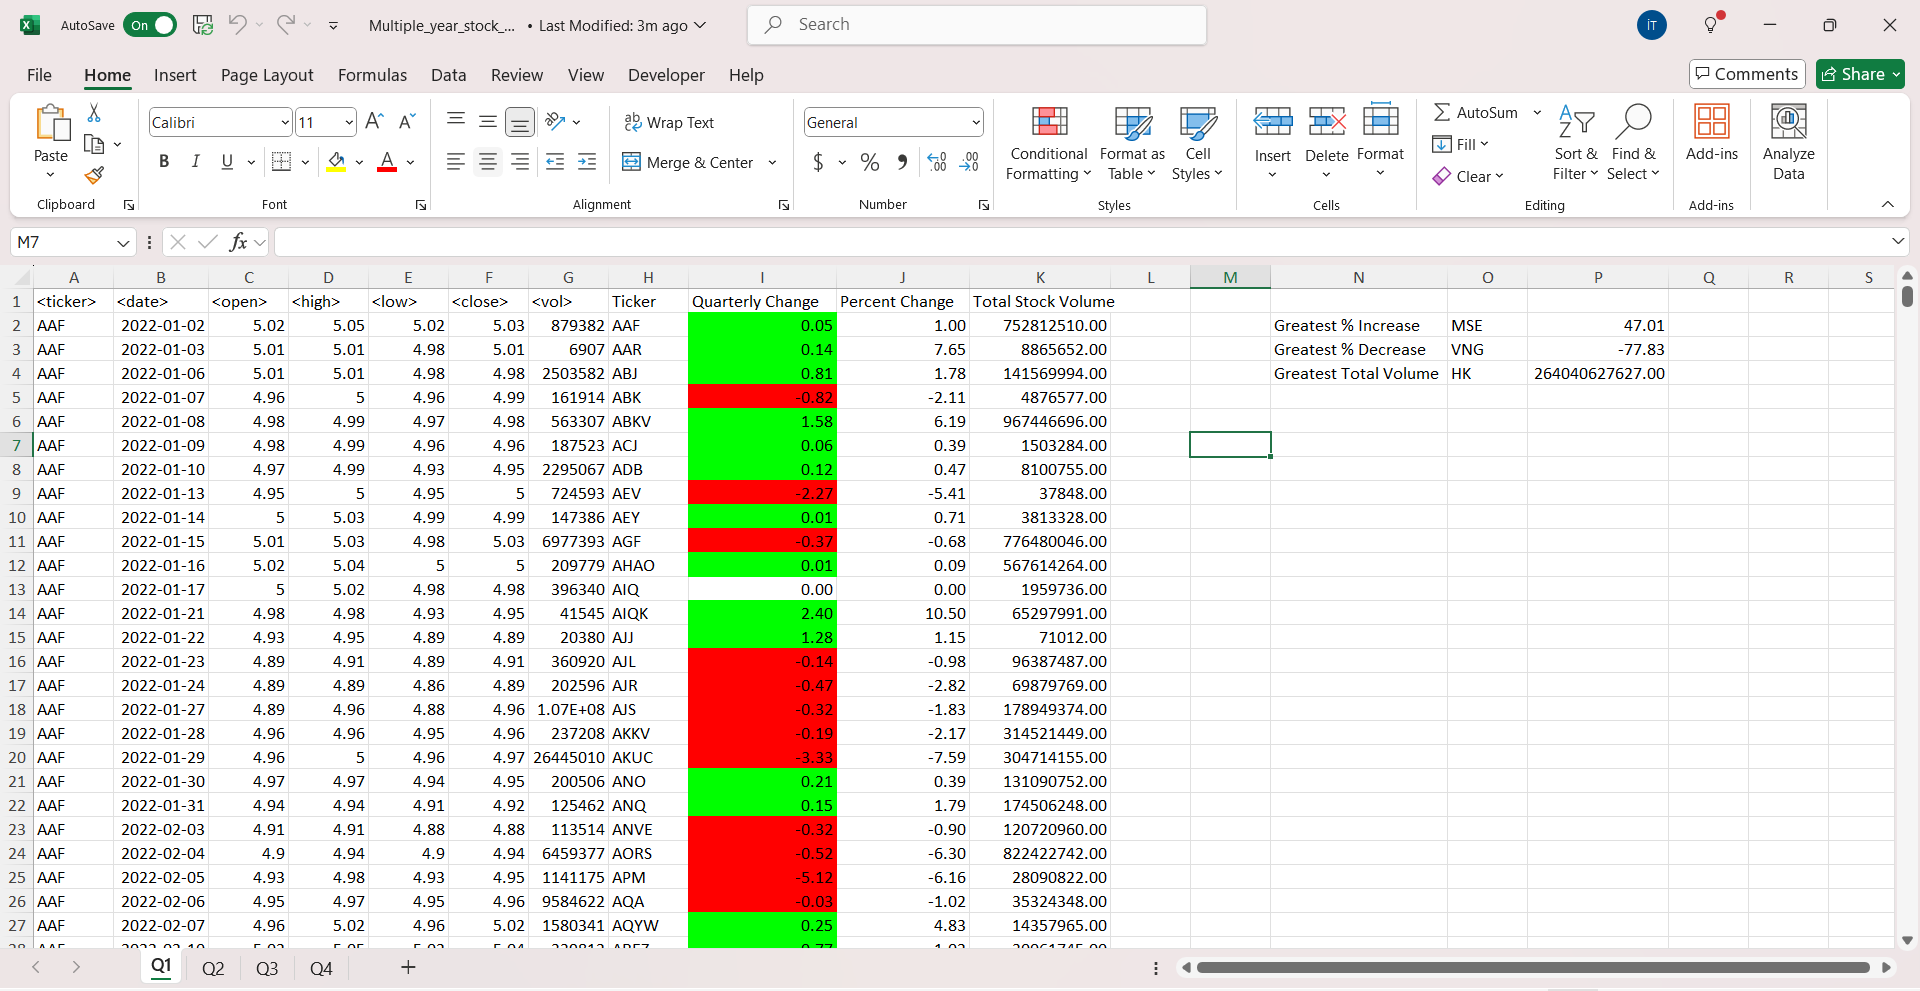 AutoSave On Multiple_year_stock_... • Last Modified: 3m ago Search İT
File Home Insert Page Layout Formulas Data Review View Developer Help Comments Share
Paste
Clipboard
Calibri 11
B I U A
Font
Wrap Text
Merge & Center
Alignment
General
$ %
Number
Conditional Formatting
Format as Table
Cell Styles
Styles
Insert Delete Format
Cells
AutoSum
Fill
Clear
Sort & Filter
Find & Select
Editing
Add-ins
Add-ins
Analyze Data
M7 fx
A B C D E F G H I J K L M N O P Q R S
1 <ticker> <date> <open> <high> <low> <close> <vol> Ticker Quarterly Change Percent Change Total Stock Volume
2 AAF 2022-01-02 5.02 5.05 5.02 5.03 879382 AAF 0.05 1.00 752812510.00 Greatest % Increase MSE 47.01
3 AAF 2022-01-03 5.01 5.01 4.98 5.01 6907 AAR 0.14 7.65 8865652.00 Greatest % Decrease VNG -77.83
4 AAF 2022-01-06 5.01 5.01 4.98 4.98 2503582 ABJ 0.81 1.78 141569994.00 Greatest Total Volume HK 264040627627.00
5 AAF 2022-01-07 4.96 5 4.96 4.99 161914 ABK -0.82 -2.11 4876577.00
6 AAF 2022-01-08 4.98 4.99 4.97 4.98 563307 ABKV 1.58 6.19 967446696.00
7 AAF 2022-01-09 4.98 4.99 4.96 4.96 187523 ACJ 0.06 0.39 1503284.00
8 AAF 2022-01-10 4.97 4.99 4.93 4.95 2295067 ADB 0.12 0.47 8100755.00
9 AAF 2022-01-13 4.95 5 4.95 5 724593 AEV -2.27 -5.41 37848.00
10 AAF 2022-01-14 5 5.03 4.99 4.99 147386 AEY 0.01 0.71 3813328.00
11 AAF 2022-01-15 5.01 5.03 4.98 5.03 6977393 AGF -0.37 -0.68 776480046.00
12 AAF 2022-01-16 5.02 5.04 5 5 209779 AHAO 0.01 0.09 567614264.00
13 AAF 2022-01-17 5 5.02 4.98 4.98 396340 AIQ 0.00 0.00 1959736.00
14 AAF 2022-01-21 4.98 4.98 4.93 4.95 41545 AIQK 2.40 10.50 65297991.00
15 AAF 2022-01-22 4.93 4.95 4.89 4.89 20380 AJJ 1.28 1.15 71012.00
16 AAF 2022-01-23 4.89 4.91 4.89 4.91 360920 AJL -0.14 -0.98 96387487.00
17 AAF 2022-01-24 4.89 4.89 4.86 4.89 202596 AJR -0.47 -2.82 69879769.00
18 AAF 2022-01-27 4.89 4.96 4.88 4.96 1.07E+08 AJS -0.32 -1.83 178949374.00
19 AAF 2022-01-28 4.96 4.96 4.95 4.96 237208 AKKV -0.19 -2.17 314521449.00
20 AAF 2022-01-29 4.96 5 4.96 4.97 26445010 AKUC -3.33 -7.59 304714155.00
21 AAF 2022-01-30 4.97 4.97 4.94 4.95 200506 ANO 0.21 0.39 131090752.00
22 AAF 2022-01-31 4.94 4.94 4.91 4.92 125462 ANQ 0.15 1.79 174506248.00
23 AAF 2022-02-03 4.91 4.91 4.88 4.88 113514 ANVE -0.32 -0.90 120720960.00
24 AAF 2022-02-04 4.9 4.94 4.9 4.94 6459377 AORS -0.52 -6.30 822422742.00
25 AAF 2022-02-05 4.93 4.98 4.93 4.95 1141175 APM -5.12 -6.16 28090822.00
26 AAF 2022-02-06 4.95 4.97 4.95 4.96 9584622 AQA -0.03 -1.02 35324348.00
27 AAF 2022-02-07 4.96 5.02 4.96 5.02 1580341 AQYW 0.25 4.83 14357965.00
Q1 Q2 Q3 Q4